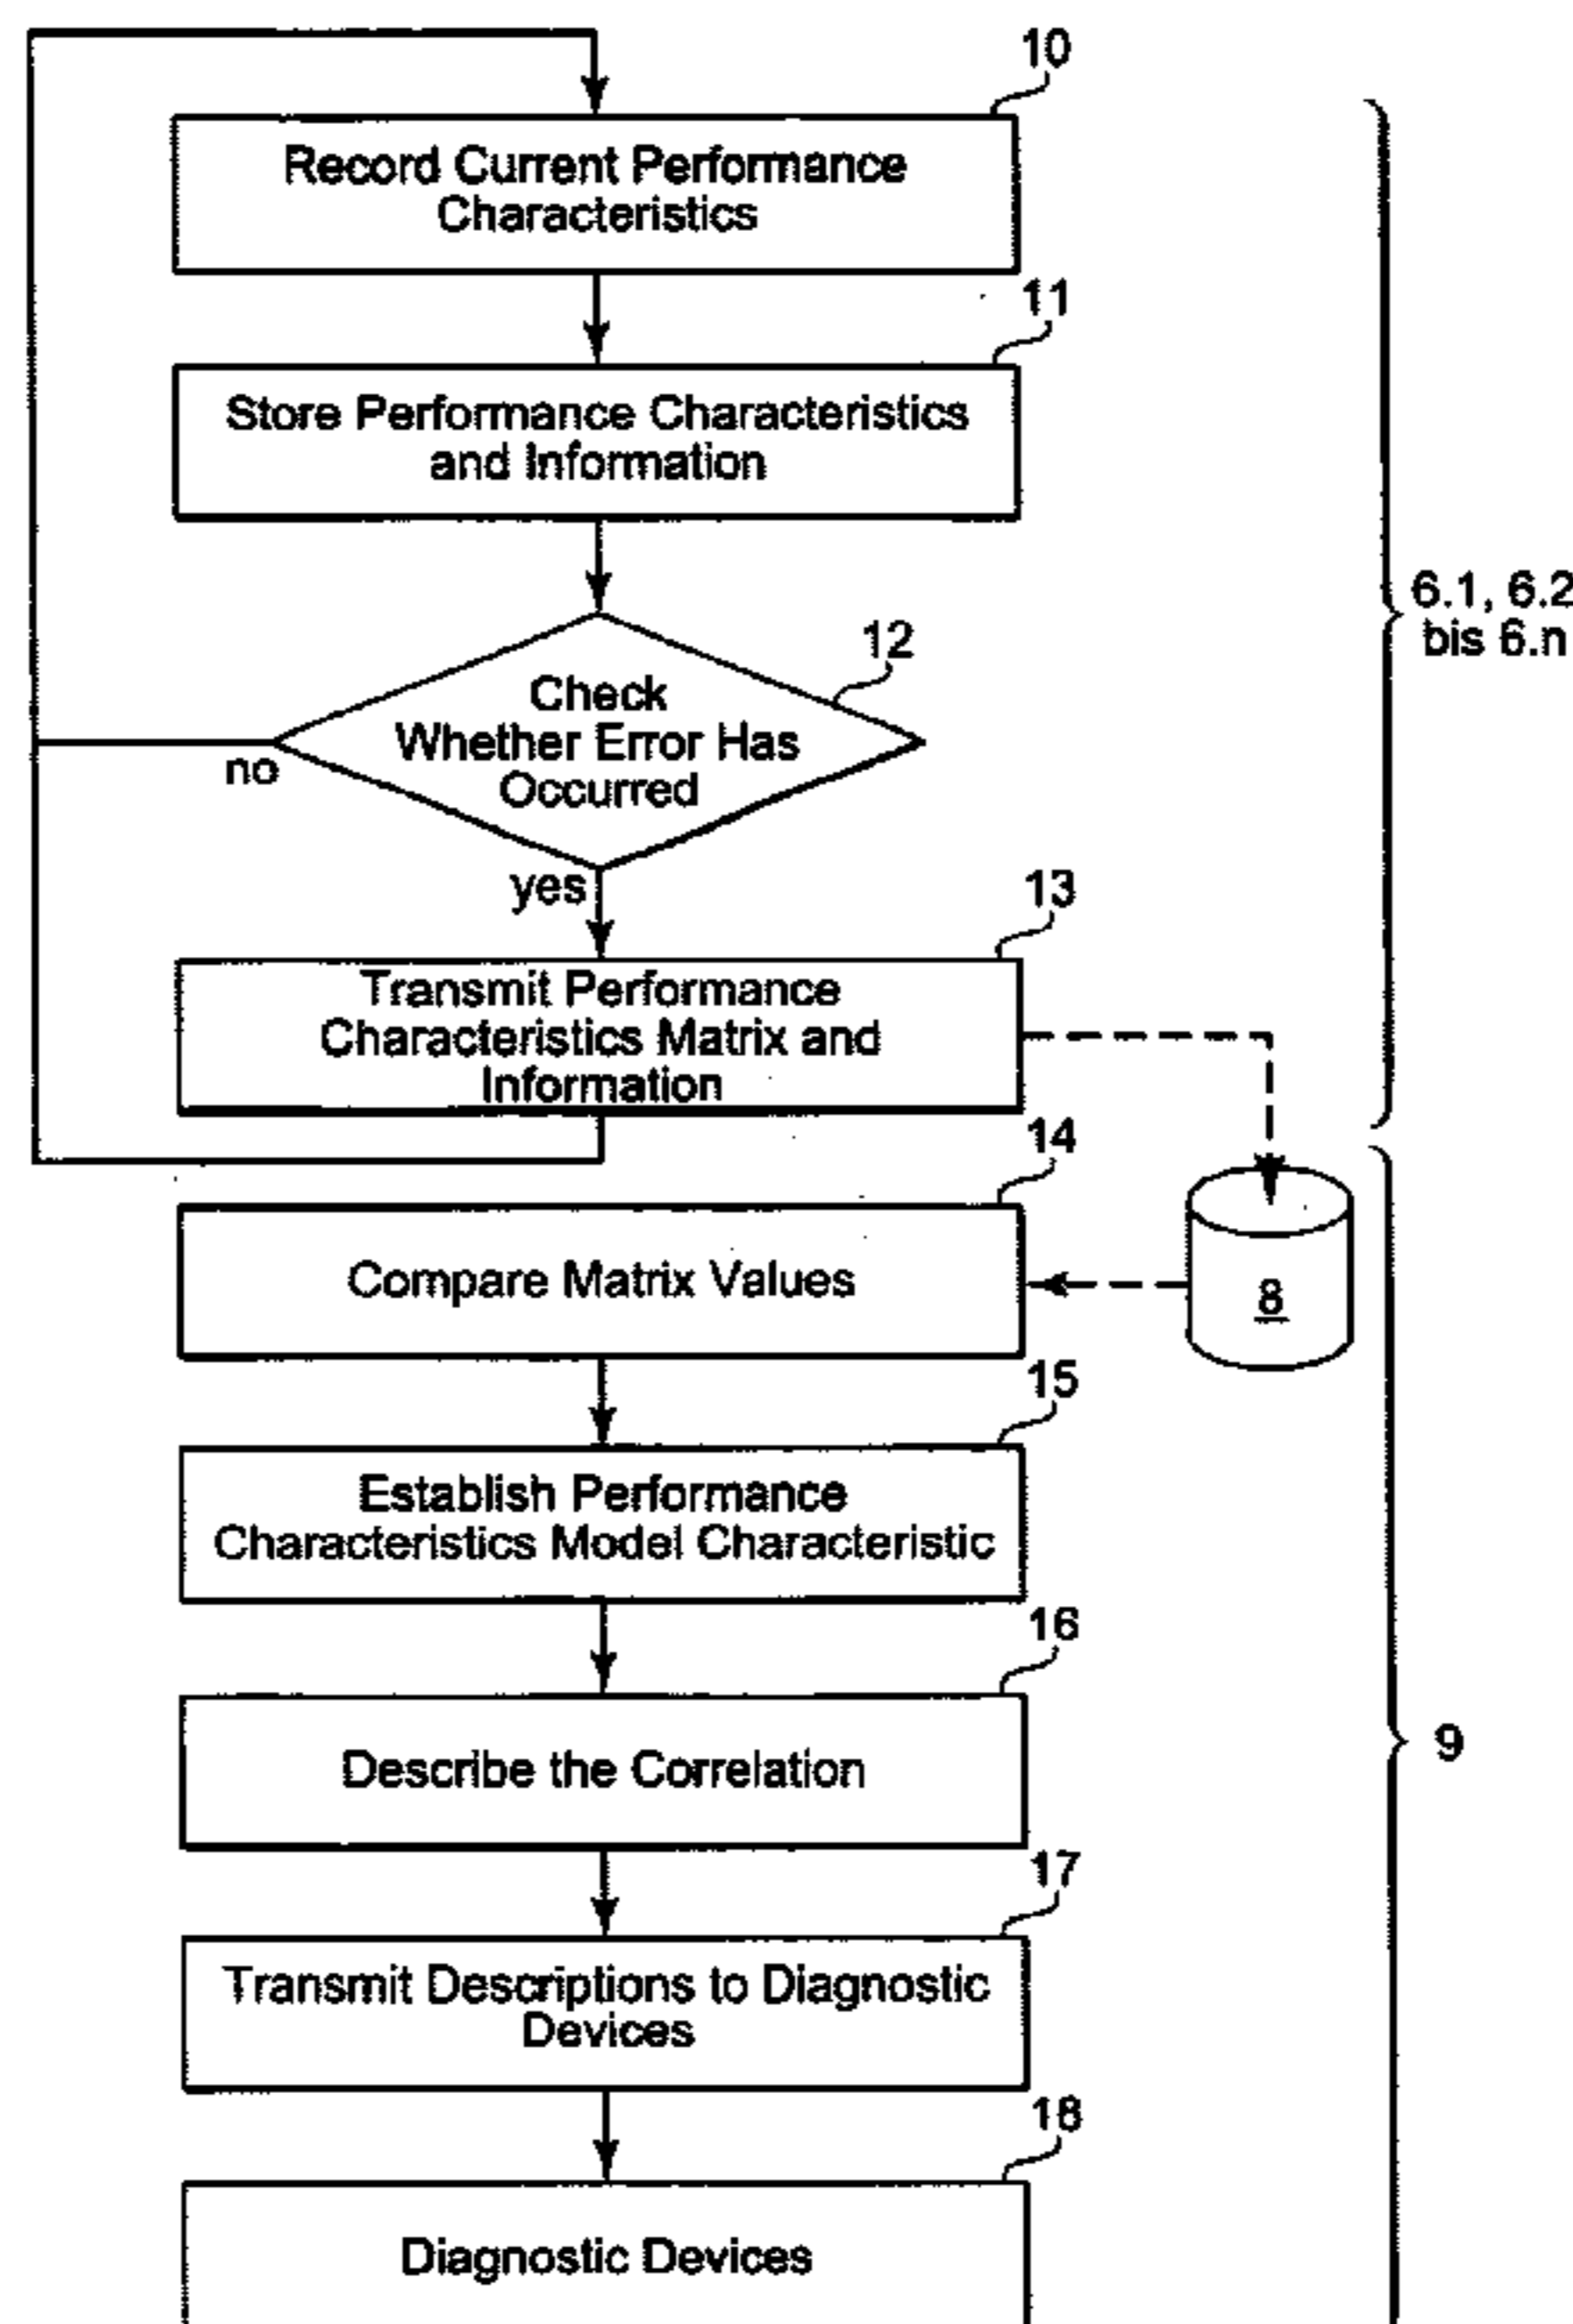 10
Record Current Performance
Characteristics
11
Store Performance Characteristics
and Information
12
Check
Whether Error Has
Occurred
no
yes
6.1, 6.2
bis 6.n
13
Transmit Performance
Characteristics Matrix and
Information
14
Compare Matrix Values
8
15
Establish Performance
Characteristics Model Characteristic
16
Describe the Correlation
9
17
Transmit Descriptions to Diagnostic
Devices
18
Diagnostic Devices